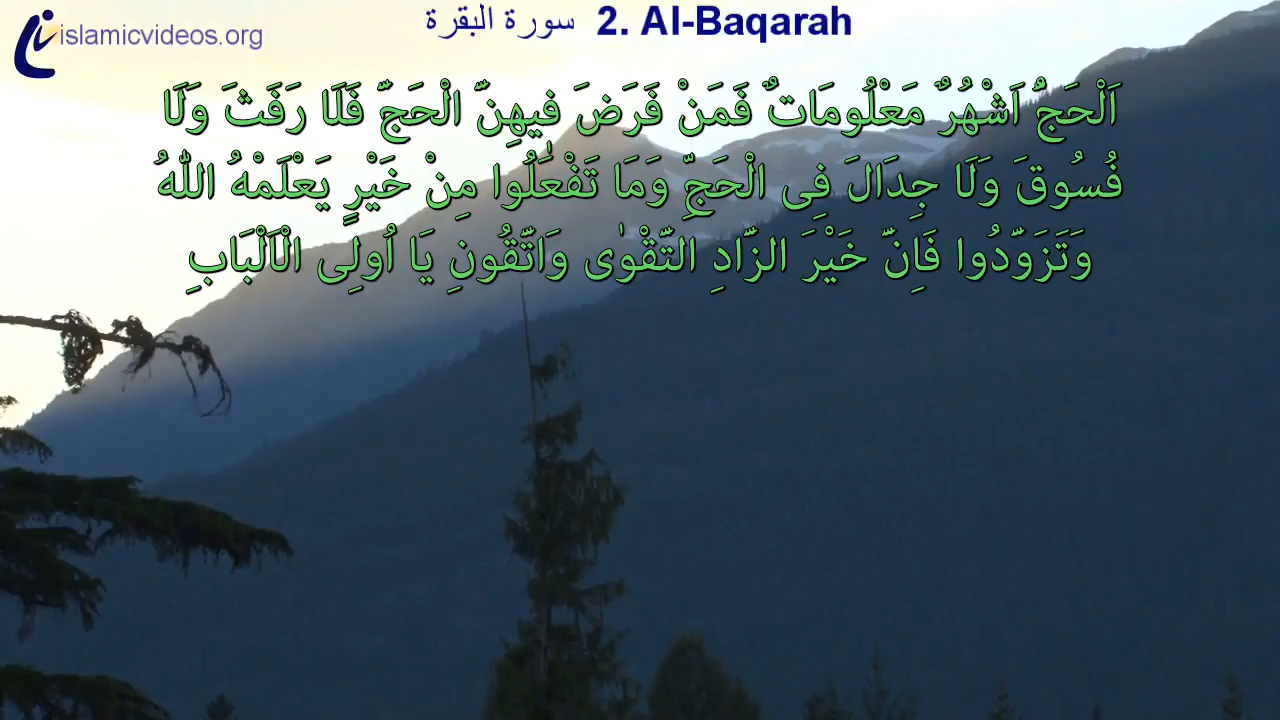 islamicvideos.org
سورة البقرة 2. Al-Baqarah
اَلْحَجُّ اَشْهُرٌ مَعْلُومَاتٌ فَمَنْ فَرَضَ فٖيهِنَّ الْحَجَّ فَلَا رَفَثَ وَلَا
فُسُوقَ وَلَا جِدَالَ فِى الْحَجِّ وَمَا تَفْعَلُوا مِنْ خَيْرٍ يَعْلَمْهُ اللّٰهُ
وَتَزَوَّدُوا فَاِنَّ خَيْرَ الزَّادِ التَّقْوٰى وَاتَّقُونِ يَا اُولِى الْاَلْبَابِ